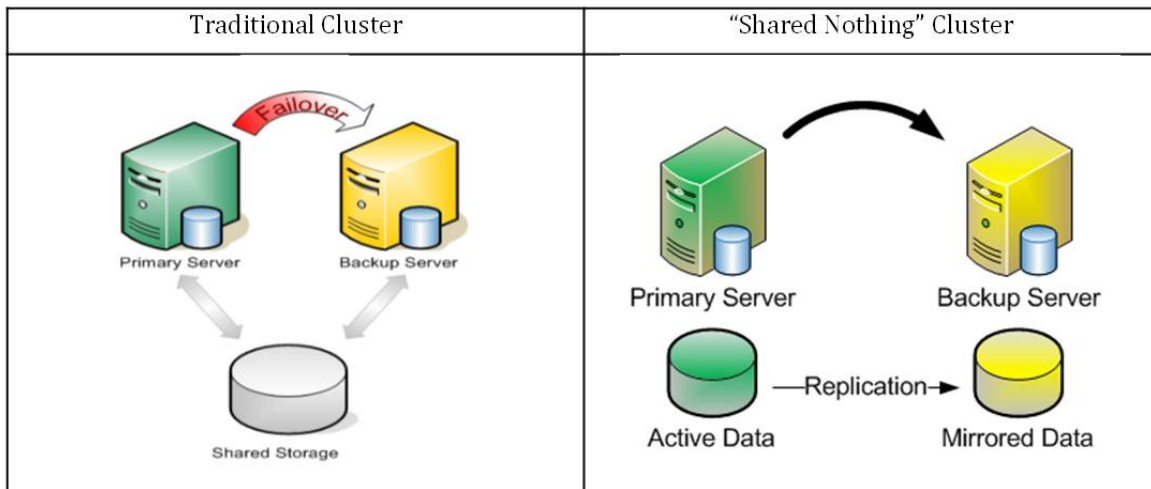 Traditional Cluster
“Shared Nothing” Cluster
Failover
Primary Server
Backup Server
Shared Storage
Primary Server
Backup Server
Replication
Active Data
Mirrored Data